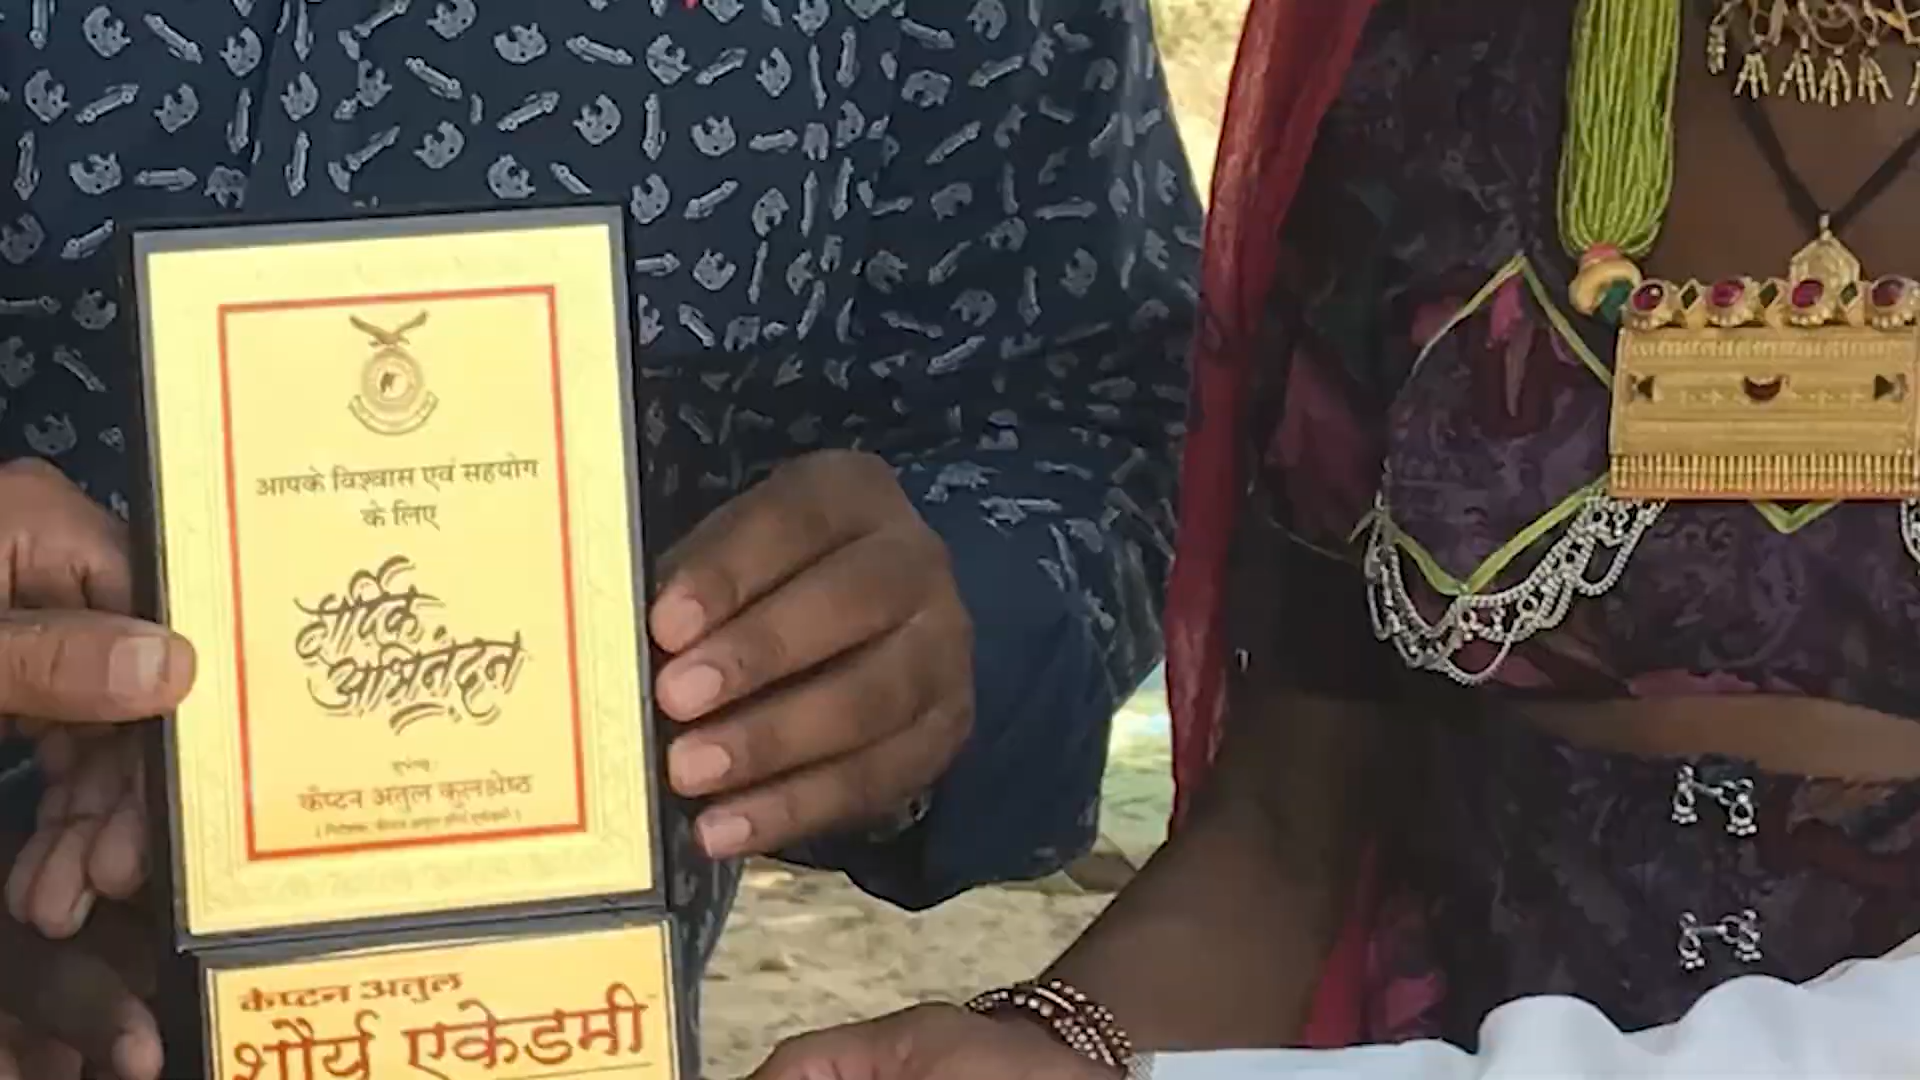 आपके विश्वास एवं सहयोग
के लिए
हार्दिक
अभिनंदन
कैप्टन अतुल कुलश्रेष्ठ
कैप्टन अतुल
शौर्य एकेडमी